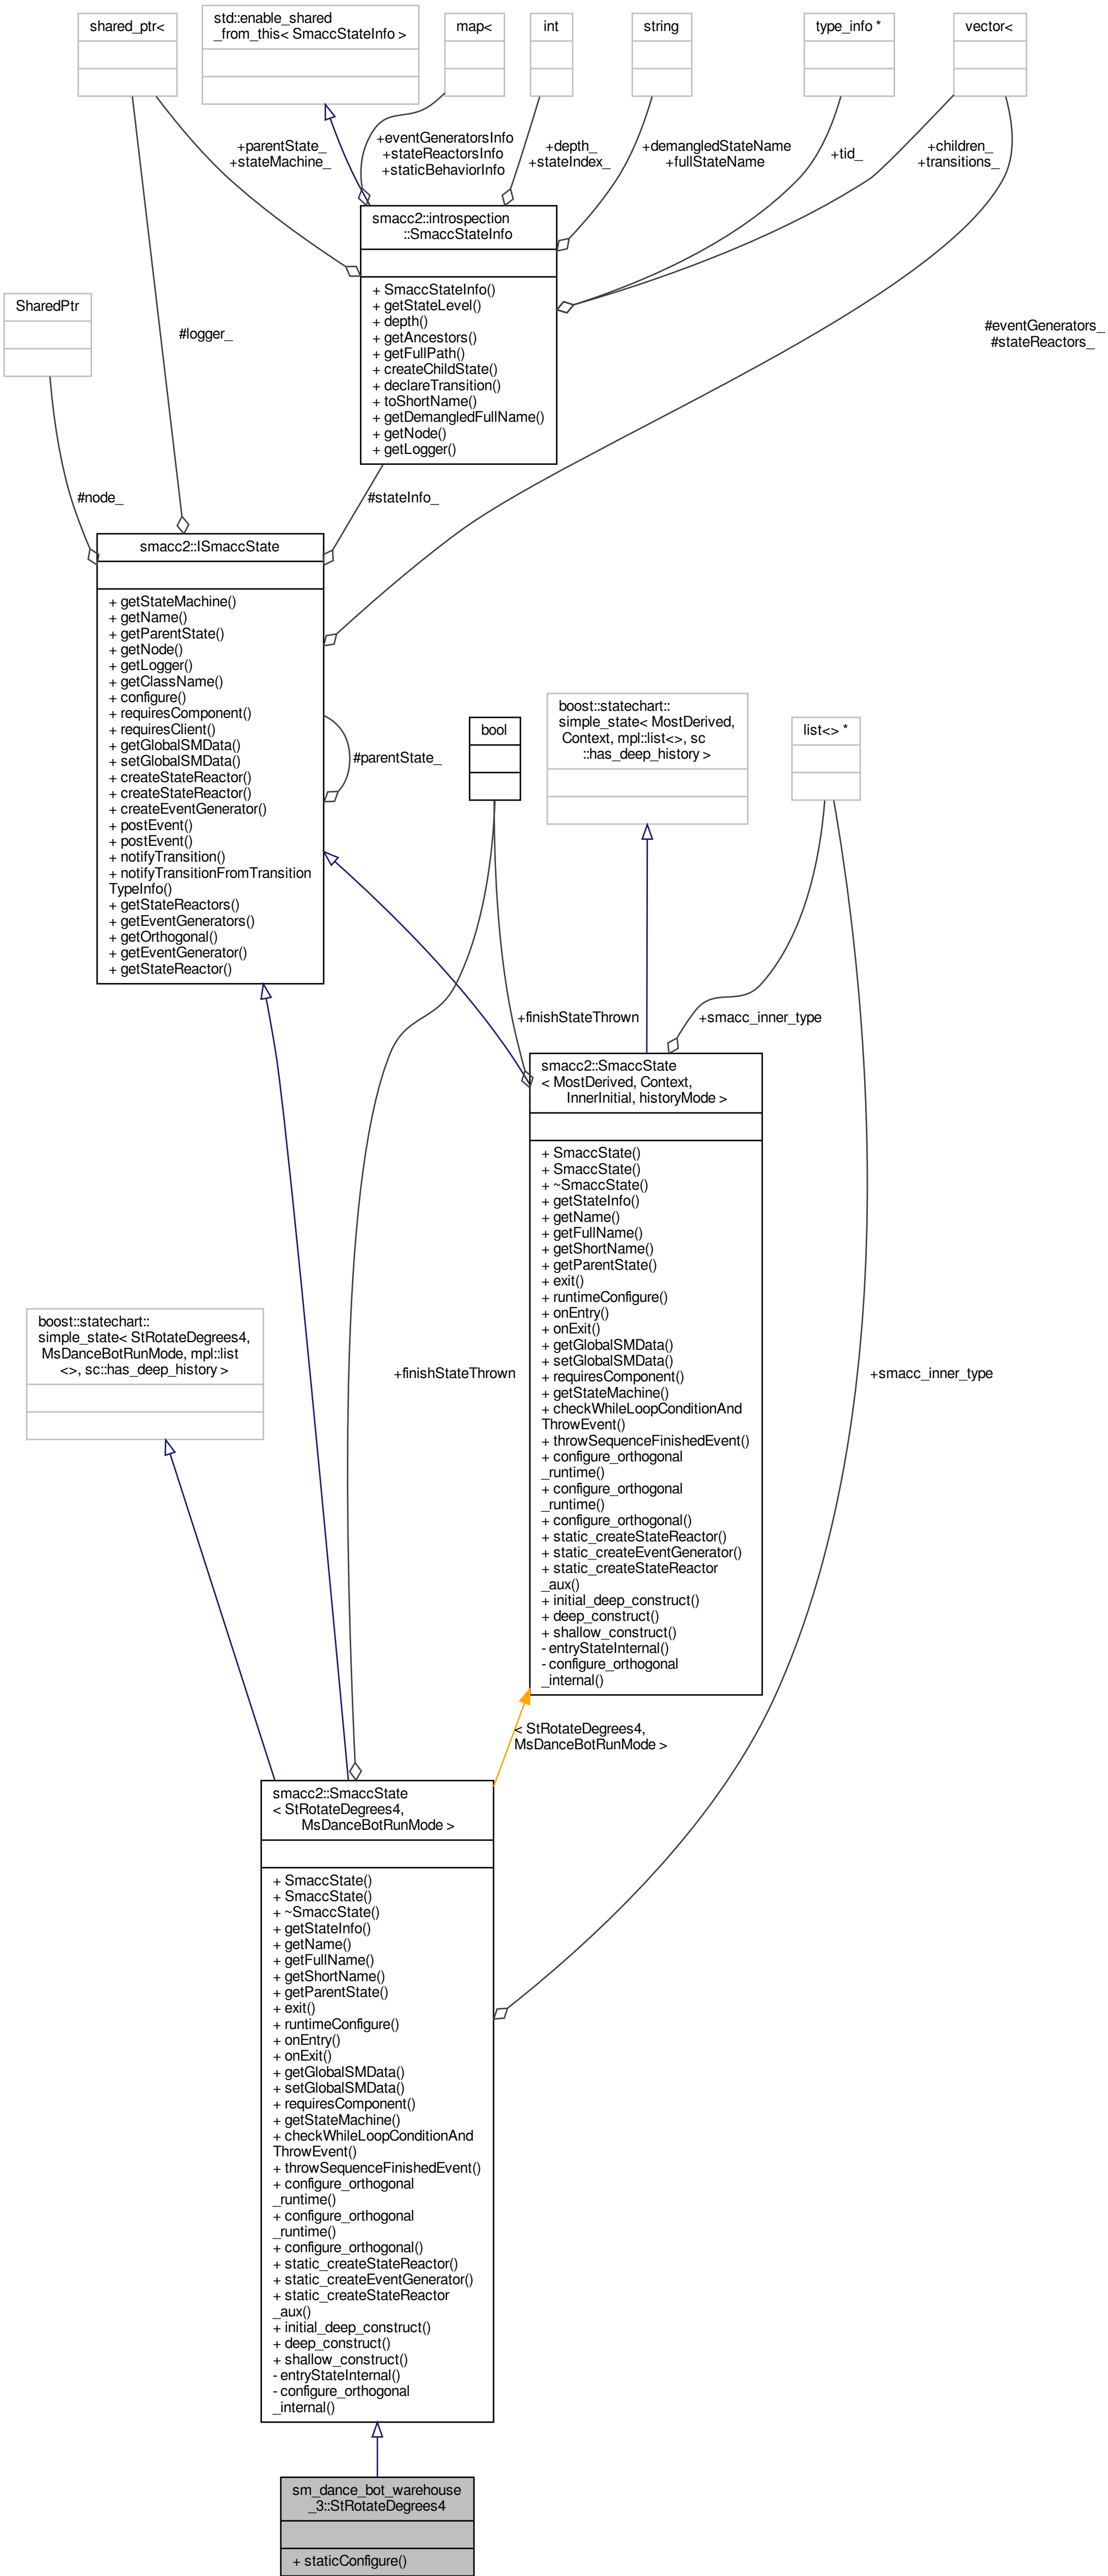 shared_ptr<
std::enable_shared
_from_this< SmaccStateInfo >
map<
int
string
type_info *
vector<
+parentState_
+stateMachine_
+eventGeneratorsInfo
+stateReactorsInfo
+staticBehaviorInfo
+depth_
+stateIndex_
+demangledStateName
+fullStateName
+tid_
+children_
+transitions_
smacc2::introspection
::SmaccStateInfo
+ SmaccStateInfo()
+ getStateLevel()
+ depth()
+ getAncestors()
+ getFullPath()
+ createChildState()
+ declareTransition()
+ toShortName()
+ getDemangledFullName()
+ getNode()
+ getLogger()
SharedPtr
#logger_
#eventGenerators_
#stateReactors_
#node_
#stateInfo_
smacc2::ISmaccState
+ getStateMachine()
+ getName()
+ getParentState()
+ getNode()
+ getLogger()
+ getClassName()
+ configure()
+ requiresComponent()
+ requiresClient()
+ getGlobalSMData()
+ setGlobalSMData()
+ createStateReactor()
+ createStateReactor()
+ createEventGenerator()
+ postEvent()
+ postEvent()
+ notifyTransition()
+ notifyTransitionFromTransition
TypeInfo()
+ getStateReactors()
+ getEventGenerators()
+ getOrthogonal()
+ getEventGenerator()
+ getStateReactor()
#parentState_
bool
boost::statechart::
simple_state< MostDerived,
Context, mpl::list<>, sc
::has_deep_history >
list<> *
+finishStateThrown
+smacc_inner_type
smacc2::SmaccState
< MostDerived, Context,
InnerInitial, historyMode >
+ SmaccState()
+ SmaccState()
+ ~SmaccState()
+ getStateInfo()
+ getName()
+ getFullName()
+ getShortName()
+ getParentState()
+ exit()
+ runtimeConfigure()
+ onEntry()
+ onExit()
+ getGlobalSMData()
+ setGlobalSMData()
+ requiresComponent()
+ getStateMachine()
+ checkWhileLoopConditionAnd
ThrowEvent()
+ throwSequenceFinishedEvent()
+ configure_orthogonal
_runtime()
+ configure_orthogonal
_runtime()
+ configure_orthogonal()
+ static_createStateReactor()
+ static_createEventGenerator()
+ static_createStateReactor
_aux()
+ initial_deep_construct()
+ deep_construct()
+ shallow_construct()
- entryStateInternal()
- configure_orthogonal
_internal()
boost::statechart::
simple_state< StRotateDegrees4,
MsDanceBotRunMode, mpl::list
<>, sc::has_deep_history >
+finishStateThrown
+smacc_inner_type
< StRotateDegrees4,
MsDanceBotRunMode >
smacc2::SmaccState
< StRotateDegrees4,
MsDanceBotRunMode >
+ SmaccState()
+ SmaccState()
+ ~SmaccState()
+ getStateInfo()
+ getName()
+ getFullName()
+ getShortName()
+ getParentState()
+ exit()
+ runtimeConfigure()
+ onEntry()
+ onExit()
+ getGlobalSMData()
+ setGlobalSMData()
+ requiresComponent()
+ getStateMachine()
+ checkWhileLoopConditionAnd
ThrowEvent()
+ throwSequenceFinishedEvent()
+ configure_orthogonal
_runtime()
+ configure_orthogonal
_runtime()
+ configure_orthogonal()
+ static_createStateReactor()
+ static_createEventGenerator()
+ static_createStateReactor
_aux()
+ initial_deep_construct()
+ deep_construct()
+ shallow_construct()
- entryStateInternal()
- configure_orthogonal
_internal()
sm_dance_bot_warehouse
_3::StRotateDegrees4
+ staticConfigure()